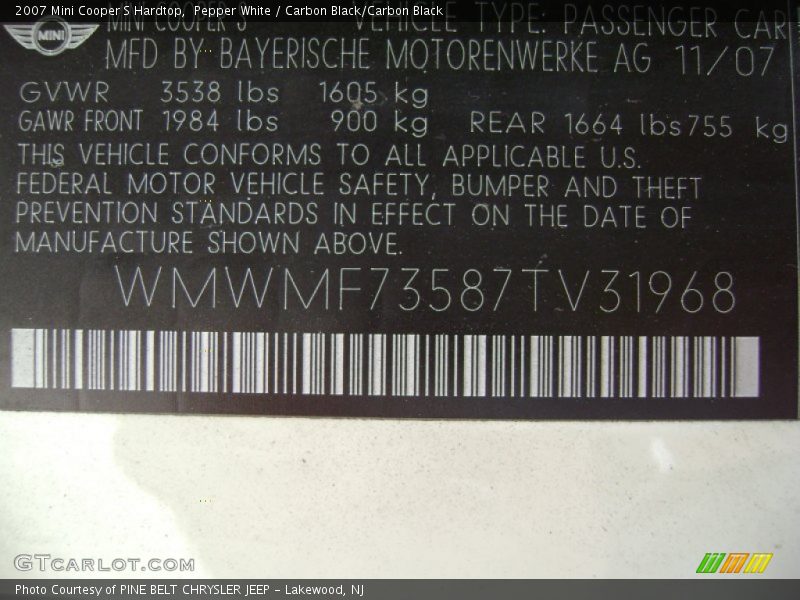 2007 Mini Cooper S Hardtop, Pepper White / Carbon Black/Carbon Black
MINI COOPER S VEHICLE TYPE: PASSENGER CAR
MINI
MFD BY BAYERISCHE MOTORENWERKE AG 11/07
GVWR 3538 lbs 1605 kg
GAWR FRONT 1984 lbs 900 kg REAR 1664 lbs 755 kg
THIS VEHICLE CONFORMS TO ALL APPLICABLE U.S.
FEDERAL MOTOR VEHICLE SAFETY, BUMPER AND THEFT
PREVENTION STANDARDS IN EFFECT ON THE DATE OF
MANUFACTURE SHOWN ABOVE.
WMWMF73587TV31968
GTCARLOT.COM
Photo Courtesy of PINE BELT CHRYSLER JEEP - Lakewood, NJ